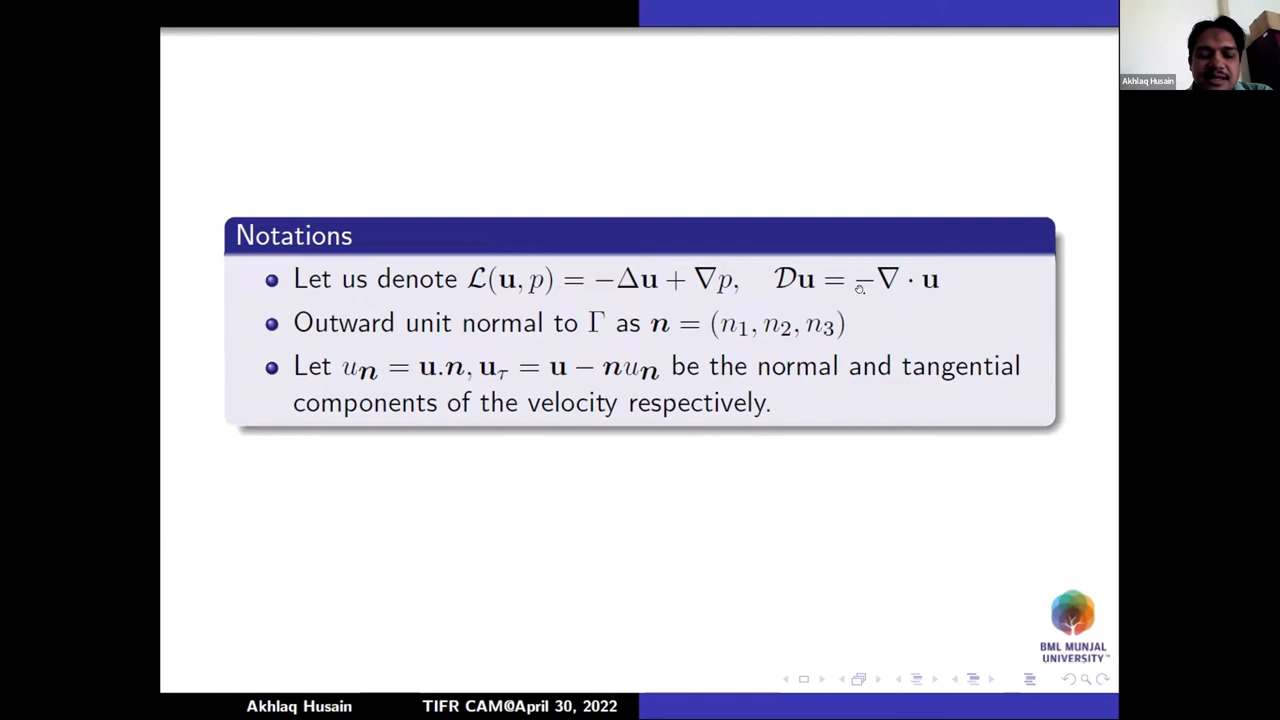 Akhlaq Husain
Notations
Let us denote 𝓛(𝐮, p) = −Δ𝐮 + ∇p, 𝒟𝐮 = −∇ · 𝐮
Outward unit normal to Γ as 𝒏 = (n₁, n₂, n₃)
Let u𝒏 = 𝐮.𝒏, 𝐮τ = 𝐮 − 𝒏u𝒏 be the normal and tangential
components of the velocity respectively.
BML MUNJAL
UNIVERSITY™
Akhlaq Husain TIFR CAM@April 30, 2022